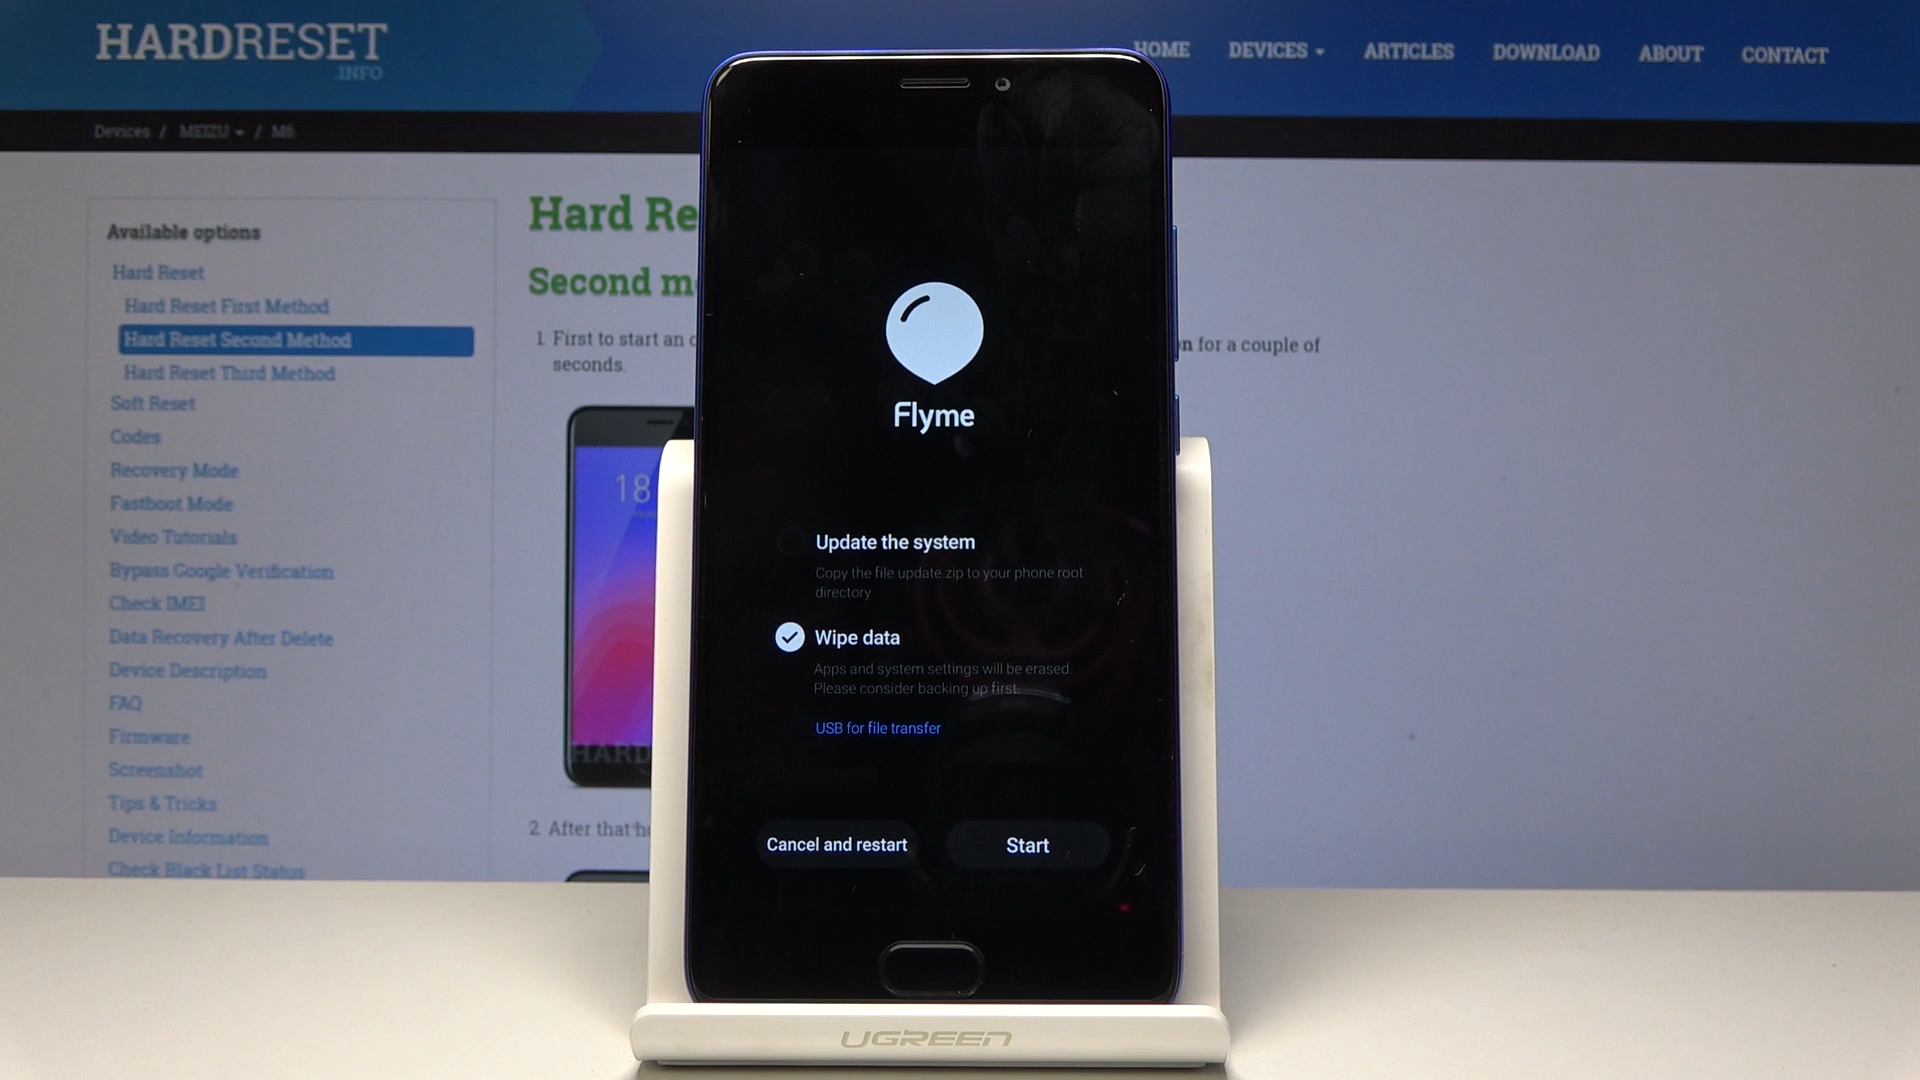 HARDRESET
.INFO
HOME DEVICES ARTICLES DOWNLOAD ABOUT CONTACT
Devices / MEIZU / M6
Available options
Hard Reset
Hard Reset First Method
Hard Reset Second Method
Hard Reset Third Method
Soft Reset
Codes
Recovery Mode
Fastboot Mode
Video Tutorials
Bypass Google Verification
Check IMEI
Data Recovery After Delete
Device Description
FAQ
Firmware
Screenshot
Tips & Tricks
Device Information
Check Black List Status
Hard Re
Second m
1. First to start an
for a couple of
seconds.
18
HARD
2. After that
Flyme
Update the system
Copy the file update.zip to your phone root
directory
Wipe data
Apps and system settings will be erased.
Please consider backing up first.
USB for file transfer
Cancel and restart
Start
UGREEN